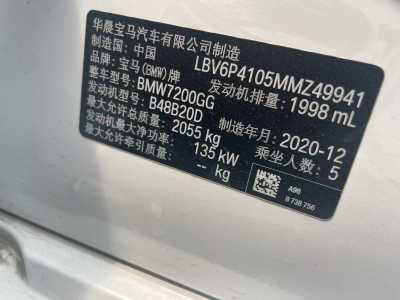 华晨宝马汽车有限公司制造
制造国：中国 LBV6P4105MMZ49941
品牌：宝马(BMW)牌
整车型号：BMW7200GG 发动机排量：1998 mL
发动机型号：B48B20D
最大允许总质量：2055 kg 制造年月：2020-12
发动机最大净功率：135 kW 乘坐人数：5
最大允许牵引质量：-- kg
A96
8 738 756